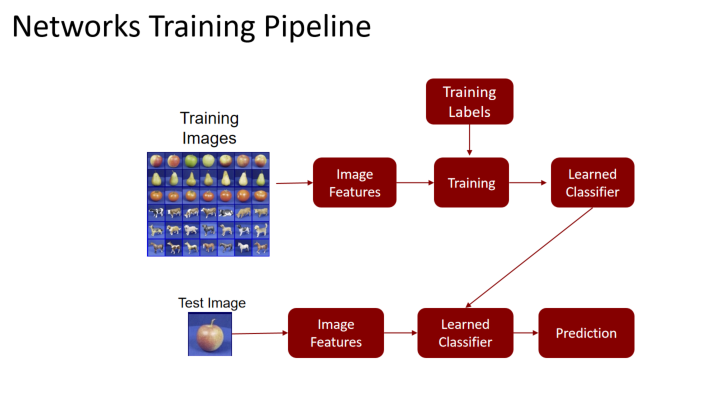 Networks Training Pipeline
Training
Labels
Training
Images
Image
Features
Training
Learned
Classifier
Test Image
Image
Features
Learned
Classifier
Prediction